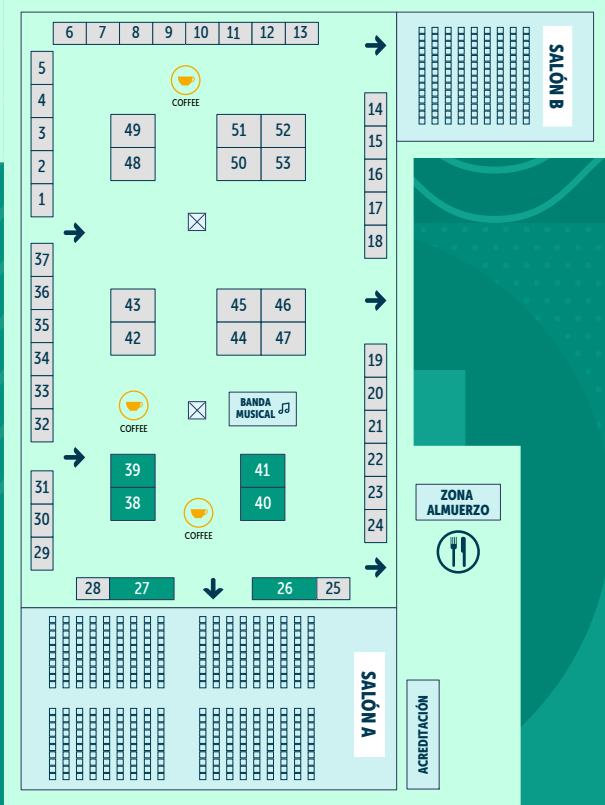 6 7 8 9 10 11 12 13
5
4
3
2
1
COFFEE
49 51 52
48 50 53
14
15
16
17
18
SALÓN B
37
36
35
34
33
32
43 45 46
42 44 47
19
20
21
22
23
24
COFFEE
BANDA
MUSICAL
39 41
38 40
COFFEE
31
30
29
28 27 26 25
ZONA
ALMUERZO
SALÓN A
ACREDITACIÓN